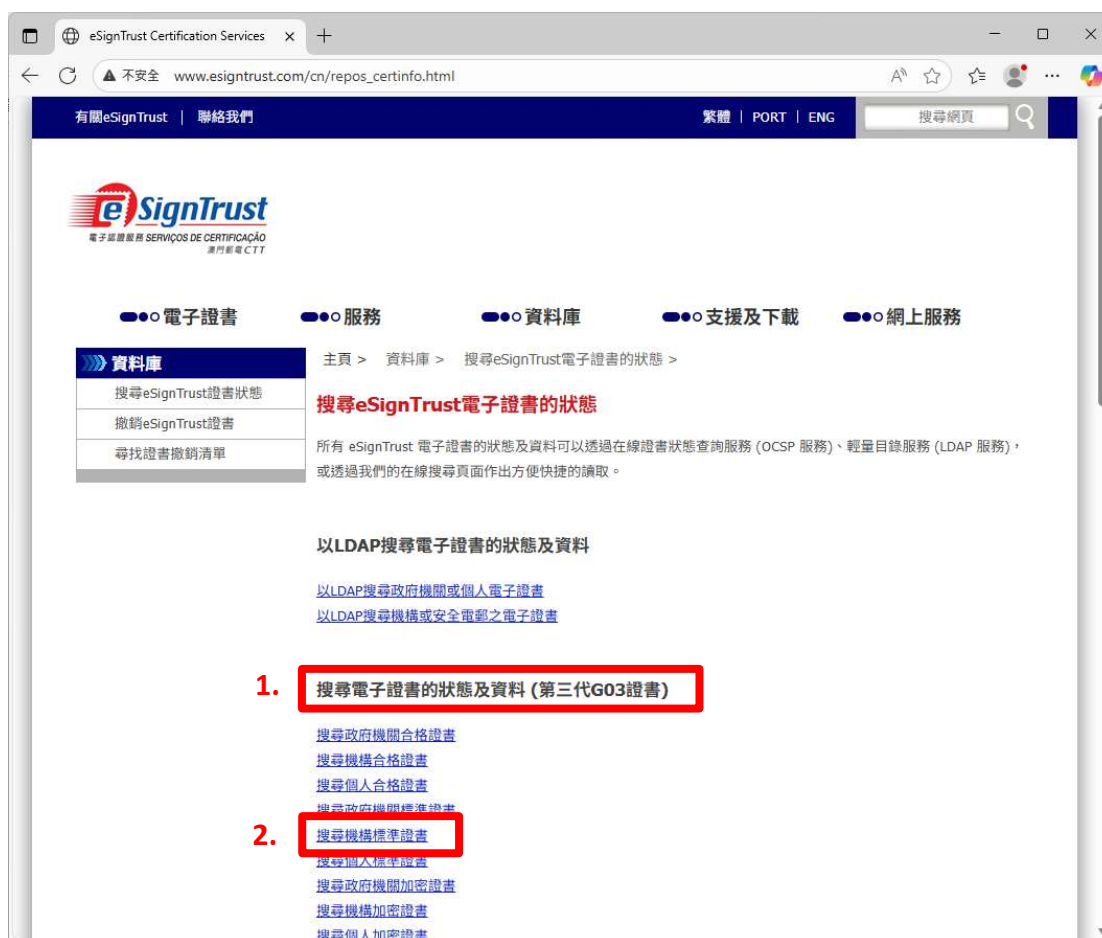 eSignTrust Certification Services
不安全 www.esigntrust.com/cn/repos_certinfo.html
有關eSignTrust | 聯絡我們
繁體 | PORT | ENG
搜尋網頁
eSignTrust
電子認證服務 SERVIÇOS DE CERTIFICAÇÃO
澳門郵電CTT
電子證書
服務
資料庫
支援及下載
網上服務
資料庫
搜尋eSignTrust證書狀態
撤銷eSignTrust證書
尋找證書撤銷清單
主頁 > 資料庫 > 搜尋eSignTrust電子證書的狀態 >
搜尋eSignTrust電子證書的狀態
所有 eSignTrust 電子證書的狀態及資料可以透過在線證書狀態查詢服務 (OCSP 服務)、輕量目錄服務 (LDAP 服務),
或透過我們的在線搜尋頁面作出方便快捷的讀取。
以LDAP搜尋電子證書的狀態及資料
以LDAP搜尋政府機關或個人電子證書
以LDAP搜尋機構或安全電郵之電子證書
1.
搜尋電子證書的狀態及資料 (第三代G03證書)
搜尋政府機關合格證書
搜尋機構合格證書
搜尋個人合格證書
搜尋政府機關標準證書
2.
搜尋機構標準證書
搜尋個人標準證書
搜尋政府機關加密證書
搜尋機構加密證書
搜尋個人加密證書